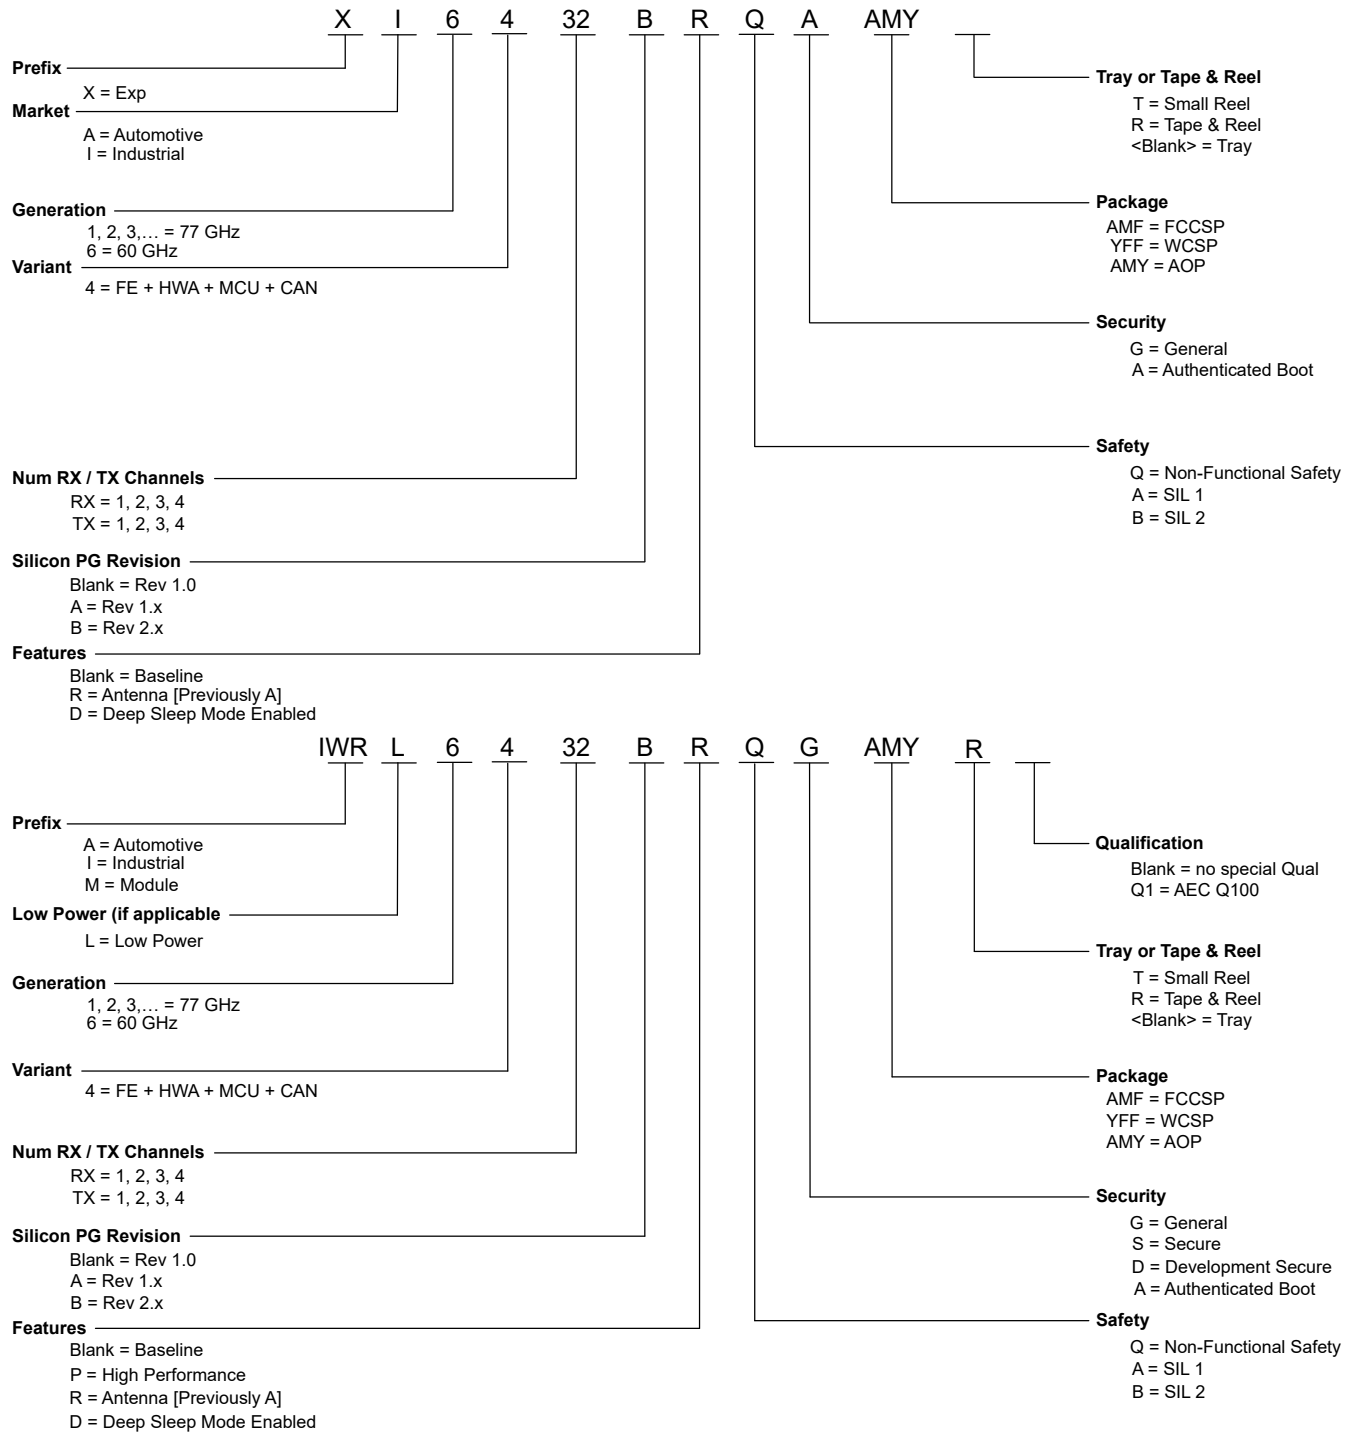 X I 6 4 32 B R Q A AMY
Prefix
X = Exp
Market
A = Automotive
I = Industrial
Generation
1, 2, 3,... = 77 GHz
6 = 60 GHz
Variant
4 = FE + HWA + MCU + CAN
Num RX / TX Channels
RX = 1, 2, 3, 4
TX = 1, 2, 3, 4
Silicon PG Revision
Blank = Rev 1.0
A = Rev 1.x
B = Rev 2.x
Features
Blank = Baseline
R = Antenna [Previously A]
D = Deep Sleep Mode Enabled
Tray or Tape & Reel
T = Small Reel
R = Tape & Reel
<Blank> = Tray
Package
AMF = FCCSP
YFF = WCSP
AMY = AOP
Security
G = General
A = Authenticated Boot
Safety
Q = Non-Functional Safety
A = SIL 1
B = SIL 2
IWR L 6 4 32 B R Q G AMY R
Prefix
A = Automotive
I = Industrial
M = Module
Low Power (if applicable
L = Low Power
Generation
1, 2, 3,... = 77 GHz
6 = 60 GHz
Variant
4 = FE + HWA + MCU + CAN
Num RX / TX Channels
RX = 1, 2, 3, 4
TX = 1, 2, 3, 4
Silicon PG Revision
Blank = Rev 1.0
A = Rev 1.x
B = Rev 2.x
Features
Blank = Baseline
P = High Performance
R = Antenna [Previously A]
D = Deep Sleep Mode Enabled
Qualification
Blank = no special Qual
Q1 = AEC Q100
Tray or Tape & Reel
T = Small Reel
R = Tape & Reel
<Blank> = Tray
Package
AMF = FCCSP
YFF = WCSP
AMY = AOP
Security
G = General
S = Secure
D = Development Secure
A = Authenticated Boot
Safety
Q = Non-Functional Safety
A = SIL 1
B = SIL 2